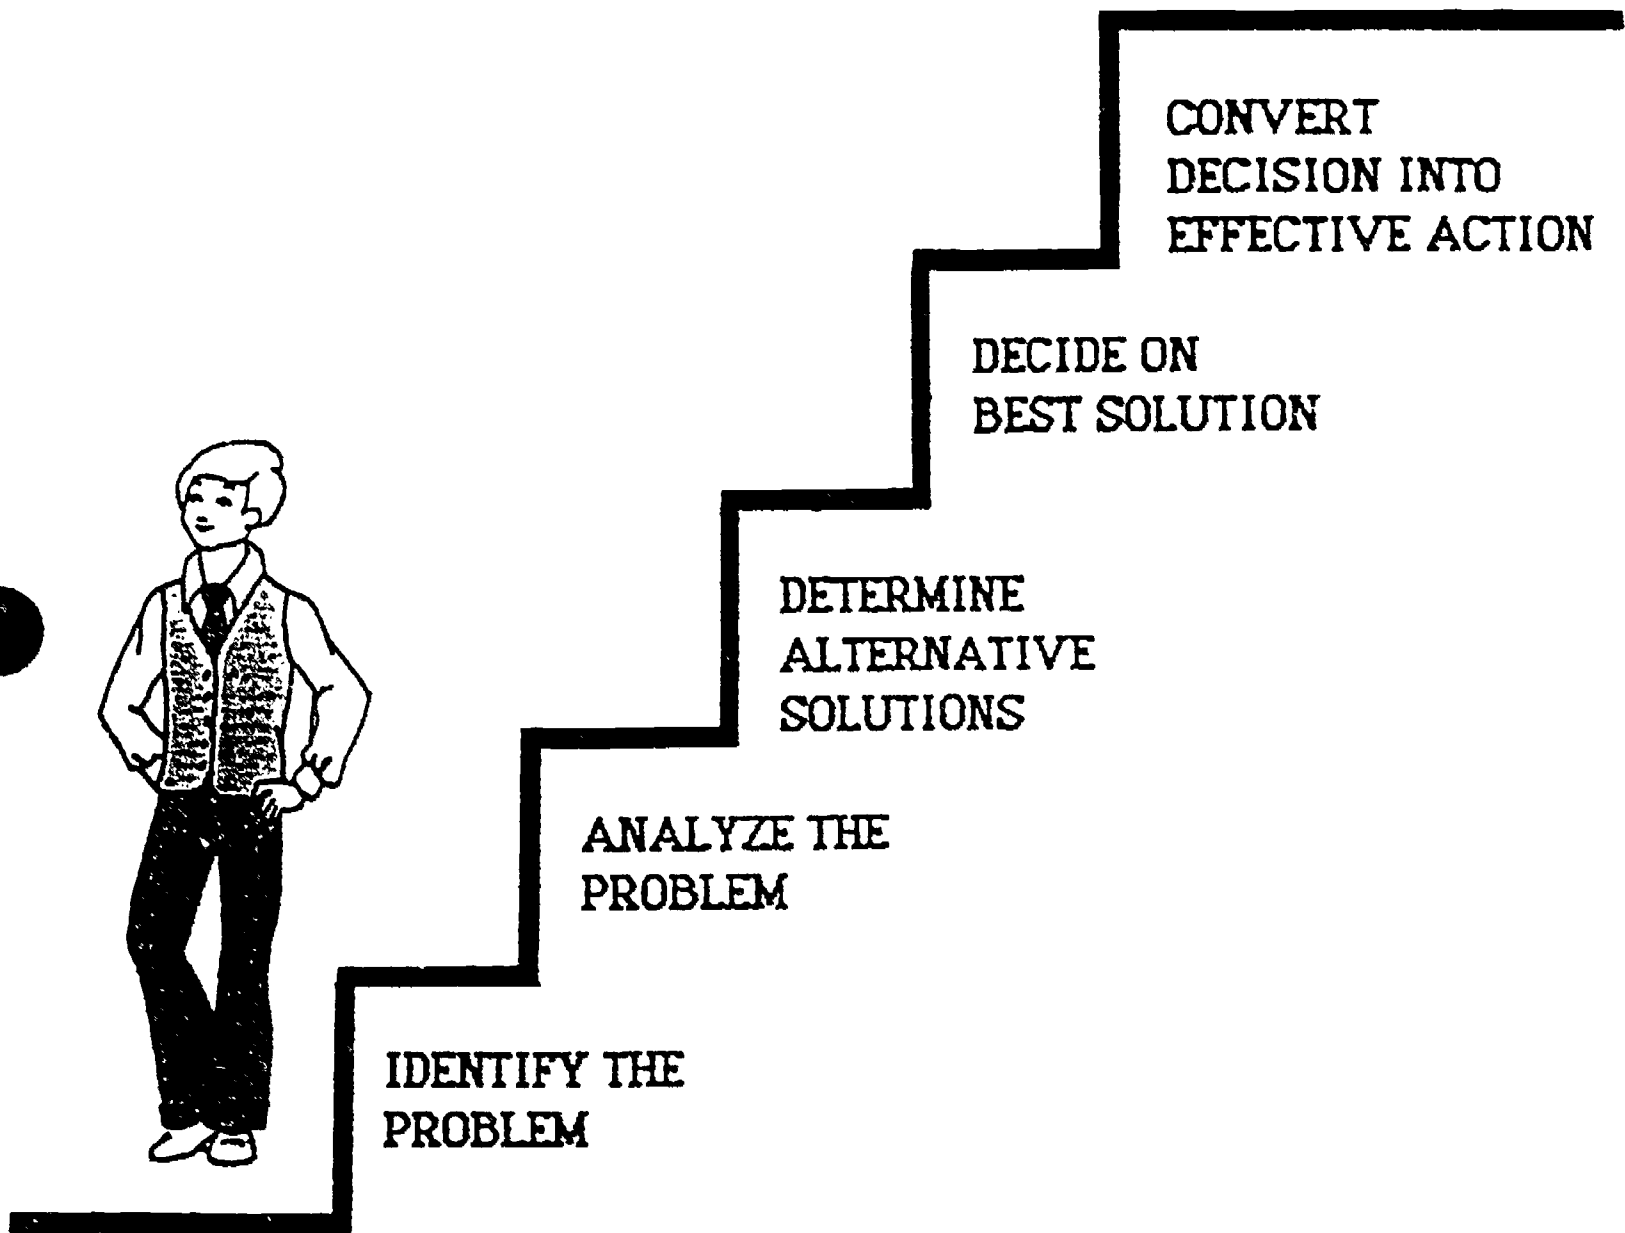 CONVERT
DECISION INTO
EFFECTIVE ACTION
DECIDE ON
BEST SOLUTION
DETERMINE
ALTERNATIVE
SOLUTIONS
ANALYZE THE
PROBLEM
IDENTIFY THE
PROBLEM